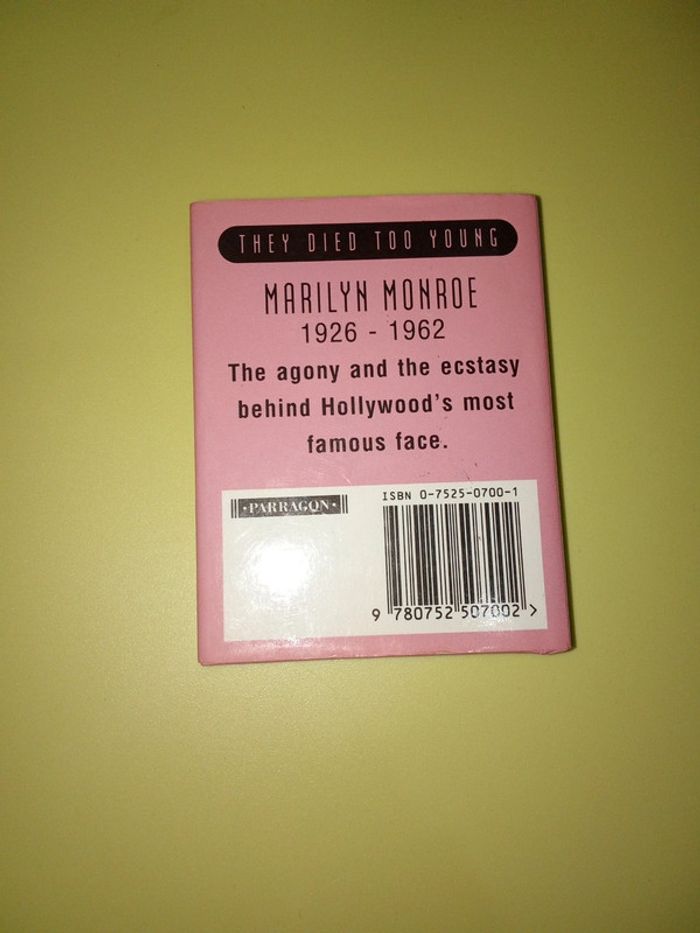 THEY DIED TOO YOUNG
MARILYN MONROE
1926 - 1962
The agony and the ecstasy
behind Hollywood's most
famous face.
·PARRAGON·
ISBN 0-7525-0700-1
9 780752 507002 >